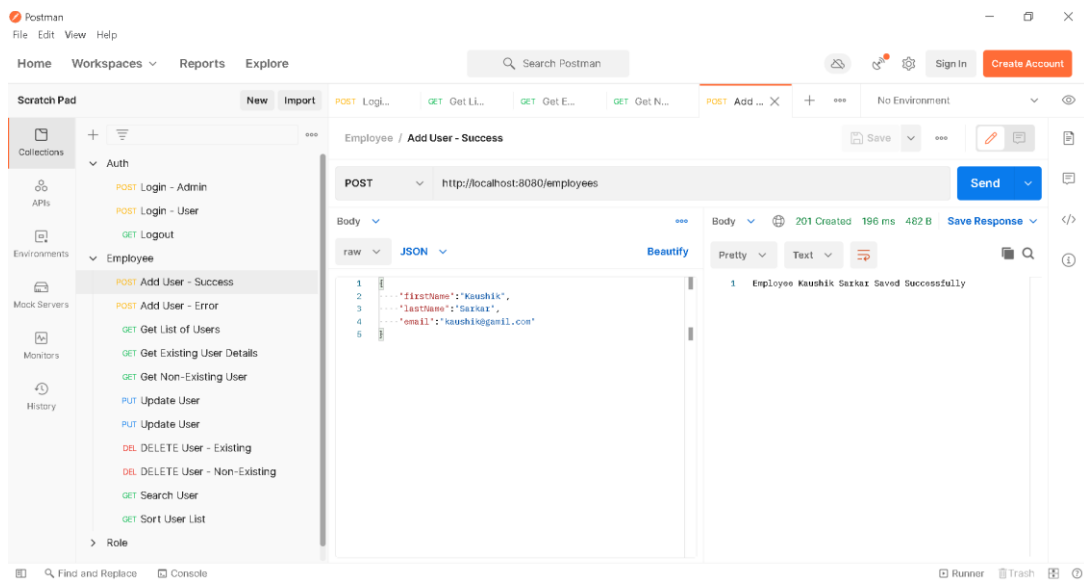 Postman
File Edit View Help
Home Workspaces Reports Explore Search Postman Sign In Create Account
Scratch Pad New Import POST Logi... GET Get Li... GET Get E... GET Get N... POST Add ... No Environment
Collections
APIs
Environments
Mock Servers
Monitors
History
Auth
POST Login - Admin
POST Login - User
GET Logout
Employee
POST Add User - Success
POST Add User - Error
GET Get List of Users
GET Get Existing User Details
GET Get Non-Existing User
PUT Update User
PUT Update User
DEL DELETE User - Existing
DEL DELETE User - Non-Existing
GET Search User
GET Sort User List
Role
Employee / Add User - Success Save
POST http://localhost:8080/employees Send
Body
raw JSON Beautify
1 {
2 "firstName":"Kaushik",
3 "lastName":"Sarkar",
4 "email":"kaushik@gamil.com"
5 }
Body 201 Created 196 ms 482 B Save Response
Pretty Text
1 Employee Kaushik Sarkar Saved Successfully
Find and Replace Console Runner Trash